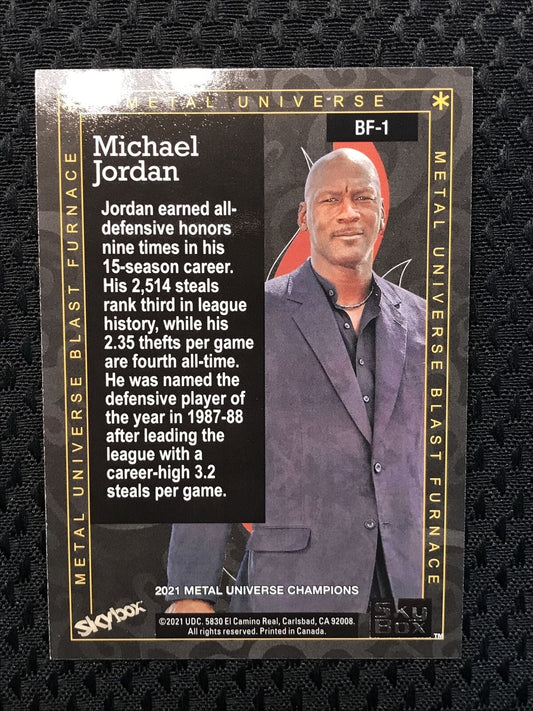 METAL UNIVERSE
BF-1
METAL UNIVERSE BLAST FURNACE
METAL UNIVERSE BLAST FURNACE
Michael
Jordan
Jordan earned all-
defensive honors
nine times in his
15-season career.
His 2,514 steals
rank third in league
history, while his
2.35 thefts per game
are fourth all-time.
He was named the
defensive player of
the year in 1987-88
after leading the
league with a
career-high 3.2
steals per game.
2021 METAL UNIVERSE CHAMPIONS
skybox
©2021 UDC. 5830 El Camino Real, Carlsbad, CA 92008.
All rights reserved. Printed in Canada.
SKY
BOX
TM